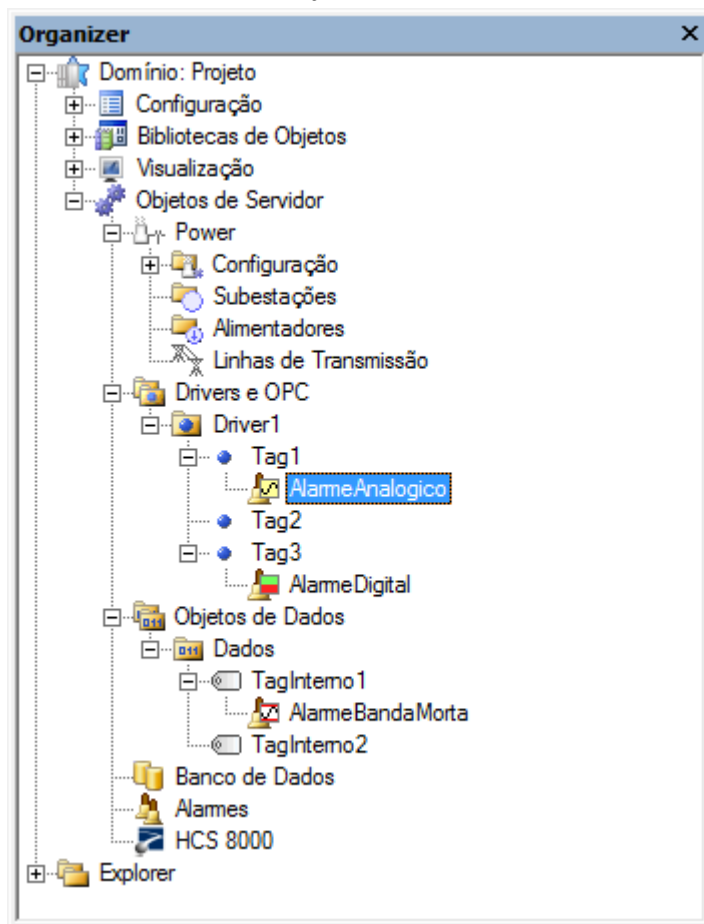 Organizer
Domínio: Projeto
Configuração
Bibliotecas de Objetos
Visualização
Objetos de Servidor
Power
Configuração
Subestações
Alimentadores
Linhas de Transmissão
Drivers e OPC
Driver1
Tag1
AlarmeAnalogico
Tag2
Tag3
AlarmeDigital
Objetos de Dados
Dados
TagInterno1
AlarmeBandaMorta
TagInterno2
Banco de Dados
Alarmes
HCS 8000
Explorer